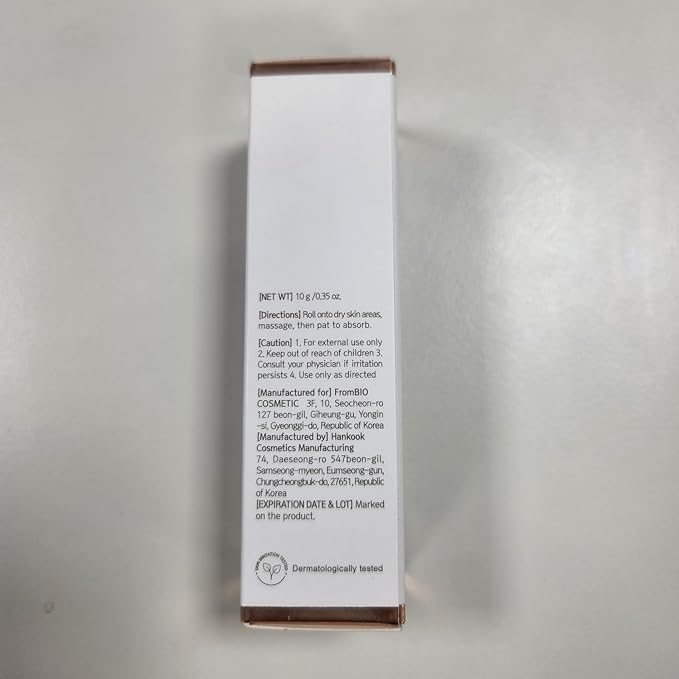 [NET WT] 10 g /0.35 oz.
[Directions] Roll onto dry skin areas,
massage, then pat to absorb.
[Caution] 1. For external use only
2. Keep out of reach of children 3.
Consult your physician if irritation
persists 4. Use only as directed
[Manufactured for] FromBIO
COSMETIC 3F, 10, Seocheon-ro
127 beon-gil, Giheung-gu, Yongin
-si, Gyeonggi-do, Republic of Korea
[Manufactured by] Hankook
Cosmetics Manufacturing
74, Daeseong-ro 547beon-gil,
Samseong-myeon, Eumseong-gun,
Chungcheongbuk-do, 27651, Republic
of Korea
[EXPIRATION DATE & LOT] Marked
on the product.
SKIN IRRITATION TESTED
Dermatologically tested